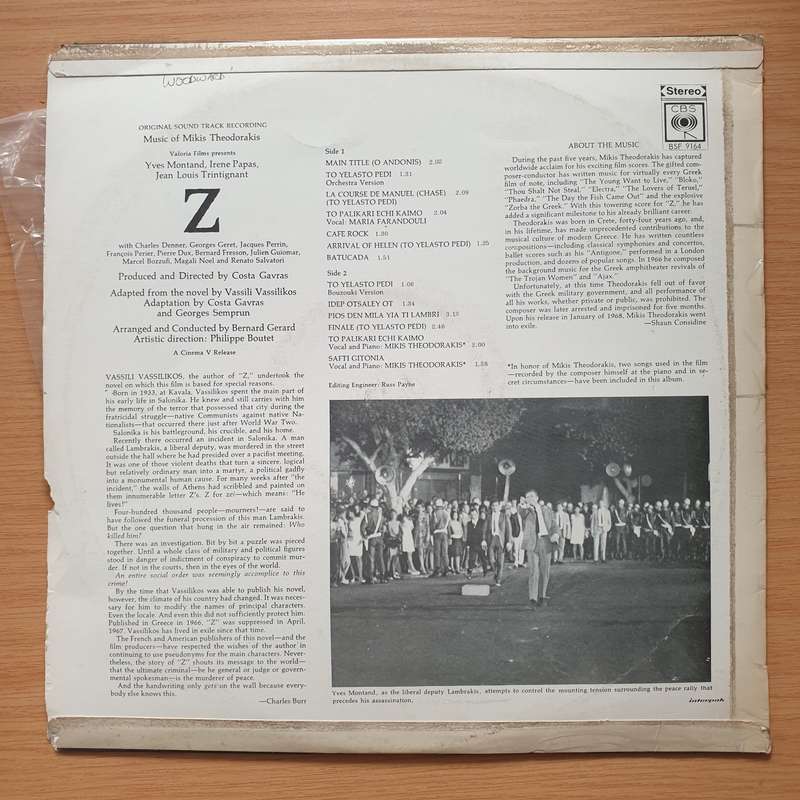 WOODWARD
ORIGINAL SOUND TRACK RECORDING
Music of Mikis Theodorakis
Valoria Films presents
Yves Montand, Irene Papas,
Jean Louis Trintignant
Z
with Charles Denner, Georges Geret, Jacques Perrin,
François Perier, Pierre Dux, Bernard Fresson, Julien Guiomar,
Marcel Bozzufi, Magali Noel and Renato Salvatori
Produced and Directed by Costa Gavras
Adapted from the novel by Vassili Vassilikos
Adaptation by Costa Gavras
and Georges Semprun
Arranged and Conducted by Bernard Gerard
Artistic direction: Philippe Boutet
A Cinema V Release
VASSILI VASSILIKOS, the author of "Z," undertook the
novel on which this film is based for special reasons.
Born in 1933, at Kavala, Vassilikos spent the main part of
his early life in Salonika. He knew and still carries with him
the memory of the terror that possessed that city during the
fratricidal struggle—native Communists against native Na-
tionalists—that occurred there just after World War Two.
Salonika is his battleground, his crucible, and his home.
Recently there occurred an incident in Salonika. A man
called Lambrakis, a liberal deputy, was murdered in the street
outside the hall where he had presided over a pacifist meeting.
It was one of those violent deaths that turn a sincere, logical
but relatively ordinary man into a martyr, a political gadfly
into a monumental cause. For many weeks after "the
incident," the walls of Athens had scribbled and painted on
them innumerable letter Z's. Z for zei—which means: "He
lives!"
Four-hundred thousand people—mourners!—are said to
have followed the funeral procession of this man Lambrakis.
But the one question that hung in the air remained: Who
killed him?
There was an investigation. Bit by bit a puzzle was pieced
together. Until a whole class of military and political figures
stood in danger of indictment of conspiracy to commit mur-
der. If not in the courts, then in the eyes of the world.
An entire social order was seemingly accomplice to this
crime!
By the time that Vassilikos was able to publish his novel,
however, the climate of his country had changed. It was neces-
sary for him to modify the names of principal characters.
Even the locale. And even this did not sufficiently protect him.
Published in Greece in 1966, "Z" was suppressed in April,
1967. Vassilikos has lived in exile since that time.
The French and American publishers of this novel—and the
film producers—have respected the wishes of the author in
continuing to use pseudonyms for the main characters. Never-
theless, the story of "Z" shouts its message to the world—
that the ultimate criminal—be he general or judge or govern-
mental spokesman—is the murderer of peace.
And the handwriting only gets on the wall because every-
body else knows this.
—Charles Burr
Side 1
MAIN TITLE (O ANDONIS) 2.02
TO YELASTO PEDI 1.31
Orchestra Version
LA COURSE DE MANUEL (CHASE) 2.09
(TO YELASTO PEDI)
TO PALIKARI ECHI KAIMO 2.04
Vocal: MARIA FARANDOULI
CAFE ROCK 1.30
ARRIVAL OF HELEN (TO YELASTO PEDI) 1.25
BATUCADA 1.51
Side 2
TO YELASTO PEDI 1.06
Bouzouki Version
IDEP OTSALEY OT 1.34
PIOS DEN MILA YIA TI LAMBRI 3.13
FINALE (TO YELASTO PEDI) 2.46
TO PALIKARI ECHI KAIMO
Vocal and Piano: MIKIS THEODORAKIS* 2.00
SAFTI GITONIA
Vocal and Piano: MIKIS THEODORAKIS* 1.58
Editing Engineer: Russ Payne
Stereo
CBS
BSF 9164
ABOUT THE MUSIC
During the past five years, Mikis Theodorakis has captured
worldwide acclaim for his exciting film scores. The gifted com-
poser-conductor has written music for virtually every Greek
film of note, including "The Young Want to Live," "Bloko,"
"Thou Shalt Not Steal," "Electra," "The Lovers of Teruel,"
"Phaedra," "The Day the Fish Came Out" and the explosive
"Zorba the Greek." With this towering score for "Z," he has
added a significant milestone to his already brilliant career.
Theodorakis was born in Crete, forty-four years ago, and,
in his lifetime, has made unprecedented contributions to the
musical culture of modern Greece. He has written countless
compositions—including classical symphonies and concertos,
ballet scores such as his "Antigone," performed in a London
production, and dozens of popular songs. In 1966 he composed
the background music for the Greek amphitheater revivals of
"The Trojan Women" and "Ajax."
Unfortunately, at this time Theodorakis fell out of favor
with the Greek military government, and all performance of
all his works, whether private or public, was prohibited. The
composer was later arrested and imprisoned for five months.
Upon his release in January of 1968, Mikis Theodorakis went
into exile.
—Shaun Considine
*In honor of Mikis Theodorakis, two songs used in the film
—recorded by the composer himself at the piano and in se-
cret circumstances—have been included in this album.
Yves Montand, as the liberal deputy Lambrakis, attempts to control the mounting tension surrounding the peace rally that
precedes his assassination.
interpak